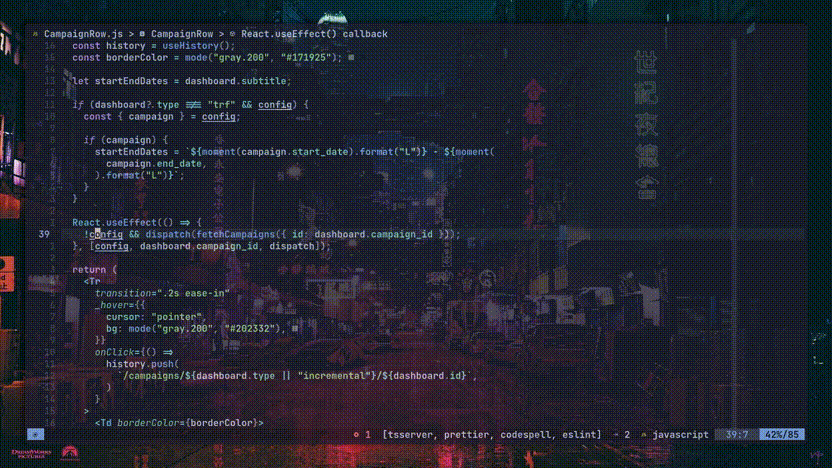 CampaignRow.js > CampaignRow > React.useEffect() callback
16 const history = useHistory();
15 const borderColor = mode("gray.200", "#171925");
14
13 let startEndDates = dashboard.subtitle;
12
11 if (dashboard?.type !== "trf" && config) {
10 const { campaign } = config;
9
8 if (campaign) {
7 startEndDates = `${moment(campaign.start_date).format("L")} - ${moment(
6 campaign.end_date,
5 ).format("L")}`;
4 }
3 }
2
1 React.useEffect(() => {
39 !config && dispatch(fetchCampaigns({ id: dashboard.campaign_id }));
1 }, [config, dashboard.campaign_id, dispatch]);
2
3 return (
4 <Tr
5 transition=".2s ease-in"
6 _hover={{
7 cursor: "pointer",
8 bg: mode("gray.200", "#202332"),
9 }}
10 onClick={() =>
11 history.push(
12 `/campaigns/${dashboard.type || "incremental"}/${dashboard.id}`,
13 )
14 }
15 >
16 <Td borderColor={borderColor}>
1 [tsserver, prettier, codespell, eslint] 2 javascript 39:7 42%/85
世紀夜總會
DREAMWORKS
PICTURES